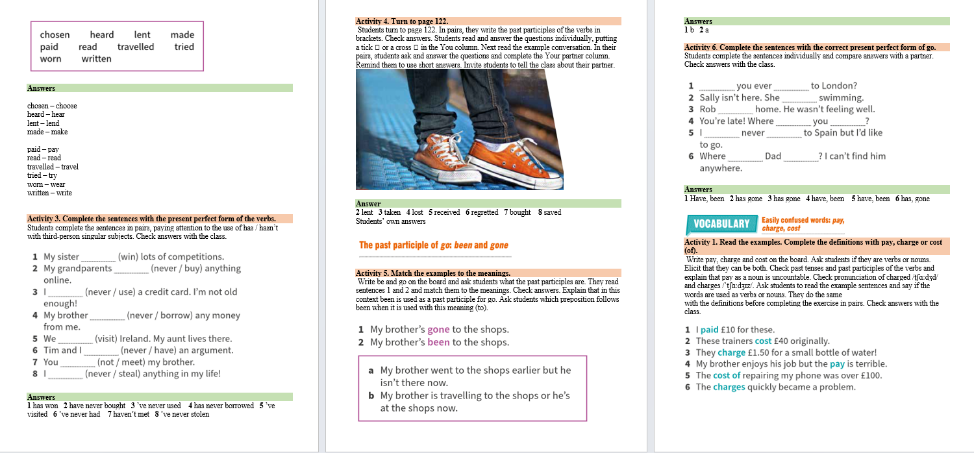 chosen heard lent made
paid read travelled tried
worn written
Answers
chosen – choose
heard – hear
lent – lend
made – make
paid – pay
read – read
travelled – travel
tried – try
worn – wear
written – write
Activity 3. Complete the sentences with the present perfect form of the verbs.
Students complete the sentences in pairs, paying attention to the use of has / hasn't
with third-person singular subjects. Check answers with the class.
1 My sister ______ (win) lots of competitions.
2 My grandparents ______ (never / buy) anything
online.
3 I ______ (never / use) a credit card. I'm not old
enough!
4 My brother ______ (never / borrow) any money
from me.
5 We ______ (visit) Ireland. My aunt lives there.
6 Tim and I ______ (never / have) an argument.
7 You ______ (not / meet) my brother.
8 I ______ (never / steal) anything in my life!
Answers
1 has won 2 have never bought 3 've never used 4 has never borrowed 5 've
visited 6 've never had 7 haven't met 8 've never stolen
Activity 4. Turn to page 122.
Students turn to page 122. In pairs, they write the past participles of the verbs in
brackets. Check answers. Students read and answer the questions individually, putting
a tick □ or a cross □ in the You column. Next read the example conversation. In their
pairs, students ask and answer the questions and complete the Your partner column.
Remind them to use short answers. Invite students to tell the class about their partner.
Answer
2 lent 3 taken 4 lost 5 received 6 regretted 7 bought 8 saved
Students' own answers
The past participle of go: been and gone
Activity 5. Match the examples to the meanings.
Write be and go on the board and ask students what the past participles are. They read
sentences 1 and 2 and match them to the meanings. Check answers. Explain that in this
context been is used as a past participle for go. Ask students which preposition follows
been when it is used with this meaning (to).
1 My brother's gone to the shops.
2 My brother's been to the shops.
a My brother went to the shops earlier but he
isn't there now.
b My brother is travelling to the shops or he's
at the shops now.
Answers
1 b 2 a
Activity 6. Complete the sentences with the correct present perfect form of go.
Students complete the sentences individually and compare answers with a partner.
Check answers with the class.
1 ______ you ever ______ to London?
2 Sally isn't here. She ______ swimming.
3 Rob ______ home. He wasn't feeling well.
4 You're late! Where ______ you ______?
5 I ______ never ______ to Spain but I'd like
to go.
6 Where ______ Dad ______? I can't find him
anywhere.
Answers
1 Have, been 2 has gone 3 has gone 4 have, been 5 have, been 6 has, gone
VOCABULARY Easily confused words: pay,
charge, cost
Activity 1. Read the examples. Complete the definitions with pay, charge or cost
(of).
Write pay, charge and cost on the board. Ask students if they are verbs or nouns.
Elicit that they can be both. Check past tenses and past participles of the verbs and
explain that pay as a noun is uncountable. Check pronunciation of charged /tʃɑːdʒd/
and charges /ˈtʃɑːdʒɪz/. Ask students to read the examples and say if the
words are used as verbs or nouns. They do the same
with the definitions before completing the exercise in pairs. Check answers with the
class.
1 I paid £10 for these.
2 These trainers cost £40 originally.
3 They charge £1.50 for a small bottle of water!
4 My brother enjoys his job but the pay is terrible.
5 The cost of repairing my phone was over £100.
6 The charges quickly became a problem.